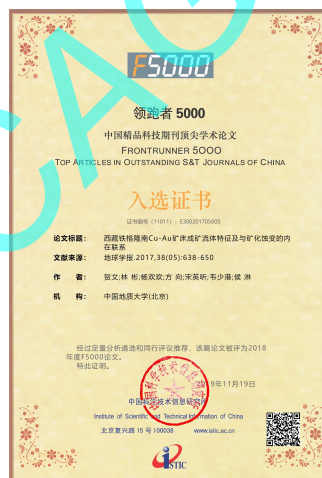 F5000
领跑者 5000
中国精品科技期刊顶尖学术论文
FRONTRUNNER 5000
TOP ARTICLES IN OUTSTANDING S&T JOURNALS OF CHINA
入选证书
证书编号（11011）：E300201705005
论文标题： 西藏铁格隆南Cu-Au矿床成矿流体特征及与矿化蚀变的内
在联系
文献来源： 地球学报.2017,38(05):638-650
作 者： 贺文;林 彬;杨欢欢;方 向;宋英昕;韦少港;侯 淋
机 构： 中国地质大学(北京)
经过定量分析遴选和同行评议推荐，该篇论文被评为2018
年度F5000论文。
特此证明。
9年11月19日
中国科学技术信息研究所
Institute of Scientific and Technical Information of China
北京复兴路 15 号 100038 www.istic.ac.cn
ISTIC